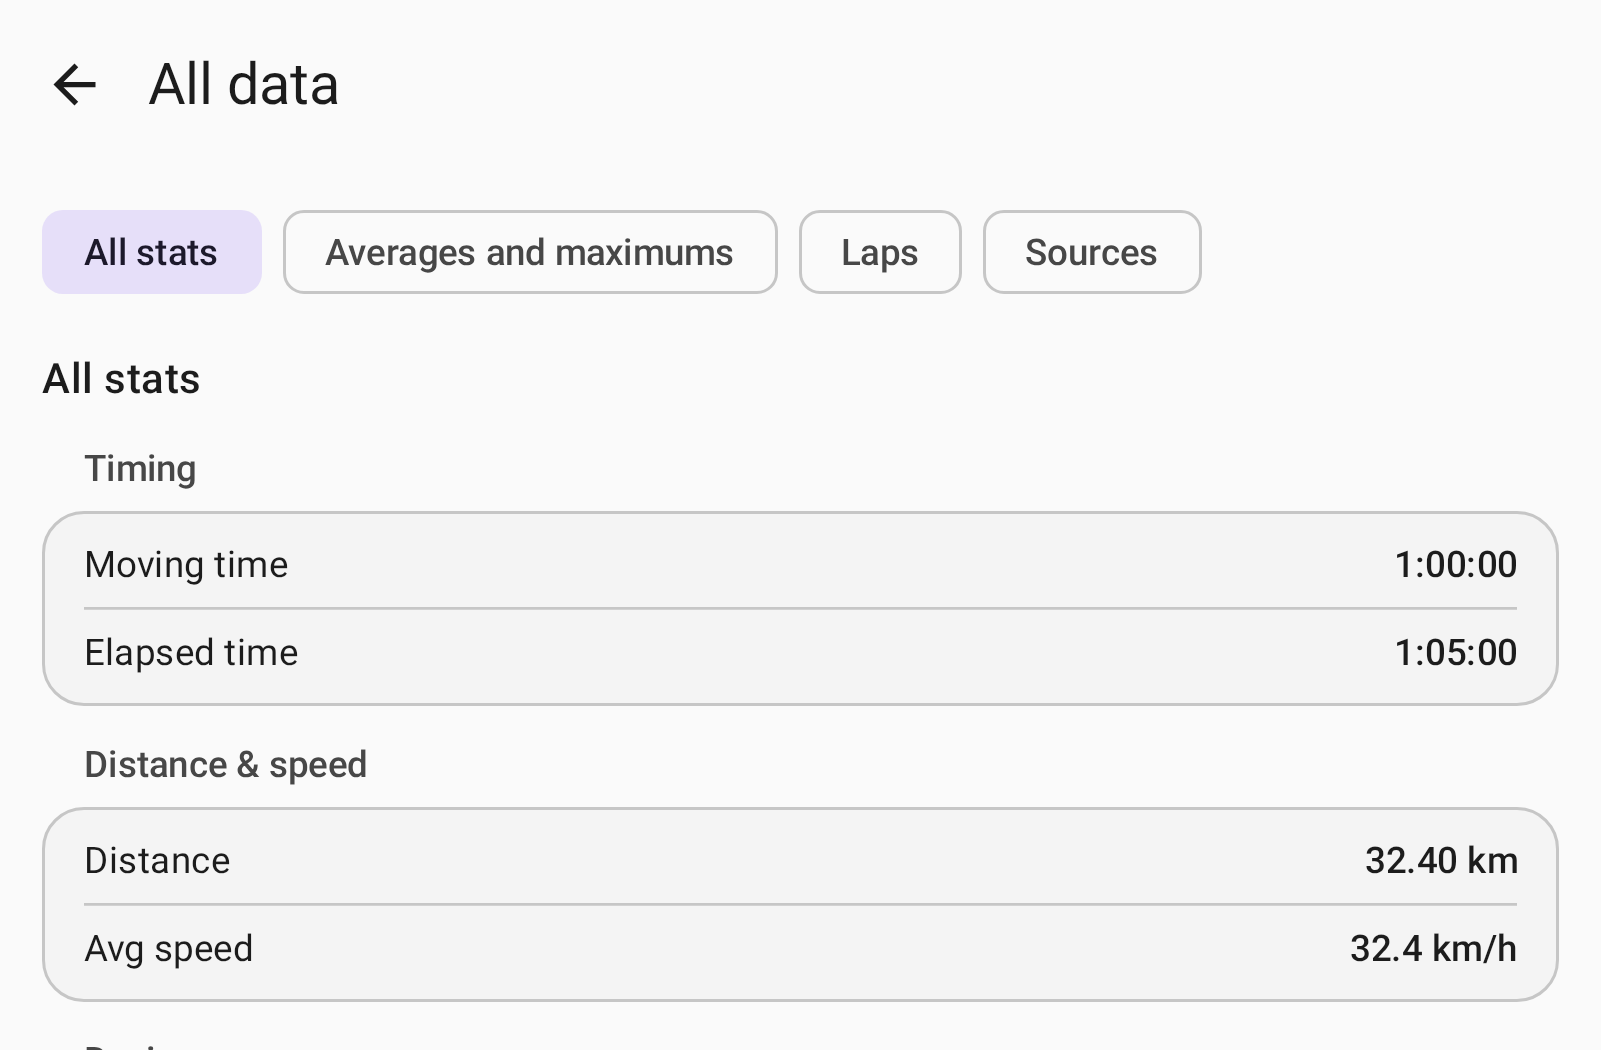 All data
All stats
Averages and maximums
Laps
Sources
All stats
Timing
Moving time 1:00:00
Elapsed time 1:05:00
Distance & speed
Distance 32.40 km
Avg speed 32.4 km/h